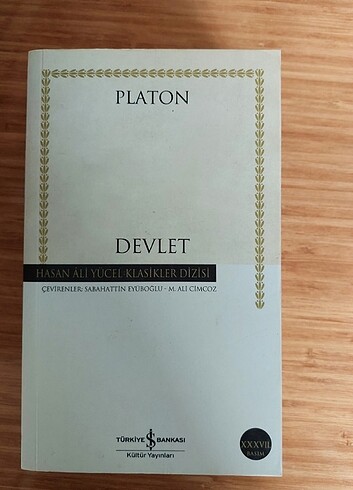 PLATON
DEVLET
HASAN ÂLİ YÜCEL KLASİKLER DİZİSİ
ÇEVİRENLER: SABAHATTİN EYUBOĞLU - M. ALİ CİMCOZ
TÜRKİYE İŞ BANKASI
Kültür Yayınları
XXXVII.
BASIM